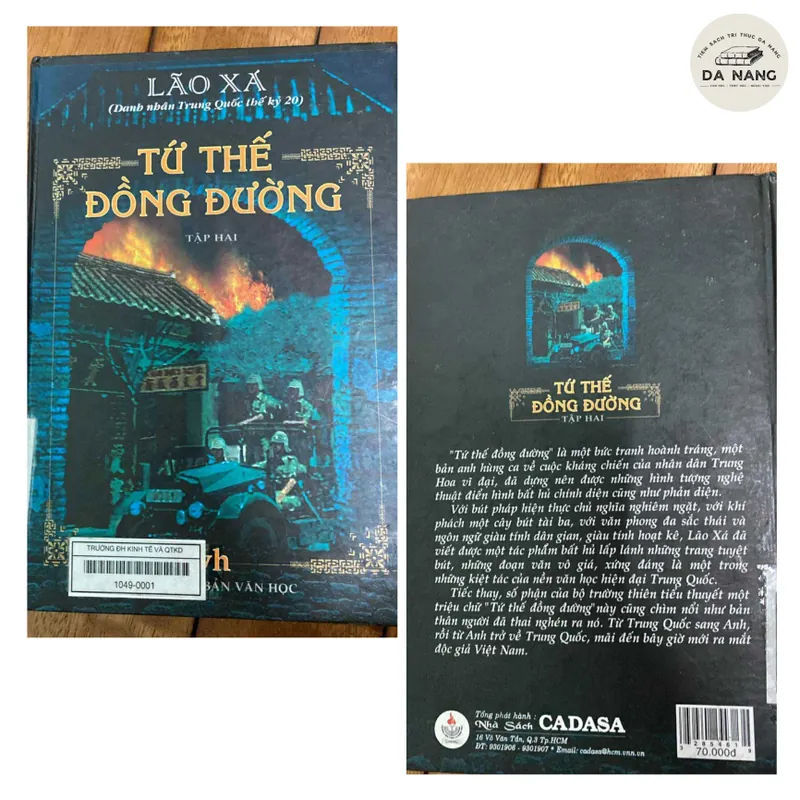 LÃO XÁ
(Danh nhân Trung Quốc thế kỷ 20)
TỨ THẾ
ĐỒNG ĐƯỜNG
TẬP HAI
TRƯỜNG ĐH KINH TẾ VÀ QTKD
1049-0001
vh
BẢN VĂN HỌC
TIỆM SÁCH TRI THỨC ĐÀ NẴNG
DA NANG
TỨ THẾ
ĐỒNG ĐƯỜNG
TẬP HAI
"Tứ thế đồng đường" là một bức tranh hoành tráng, một
bản anh hùng ca về cuộc kháng chiến của nhân dân Trung
Hoa vĩ đại, đã dựng nên được những hình tượng nghệ
thuật điển hình bất hủ chính diện cũng như phản diện.
Với bút pháp hiện thực chủ nghĩa nghiêm ngặt, với khí
phách một cây bút tài ba, với văn phong đa sắc thái và
ngôn ngữ giàu tính dân gian, giàu tính hoạt kê, Lão Xá đã
viết được một tác phẩm bất hủ lấp lánh những trang tuyệt
bút, những đoạn văn vô giá, xứng đáng là một trong
những kiệt tác của nền văn học hiện đại Trung Quốc.
Tiếc thay, số phận của bộ trường thiên tiểu thuyết một
triệu chữ "Tứ thế đồng đường"này cũng chìm nổi như bản
thân người đã thai nghén ra nó. Từ Trung Quốc sang Anh,
rồi từ Anh trở về Trung Quốc, mãi đến bây giờ mới ra mắt
độc giả Việt Nam.
Tổng phát hành :
Nhà Sách CADASA
16 Võ Văn Tần, Q.3 Tp.HCM
ĐT: 9301906 - 9301907 * Email: cadasa@hcm.vnn.vn
70.000đ